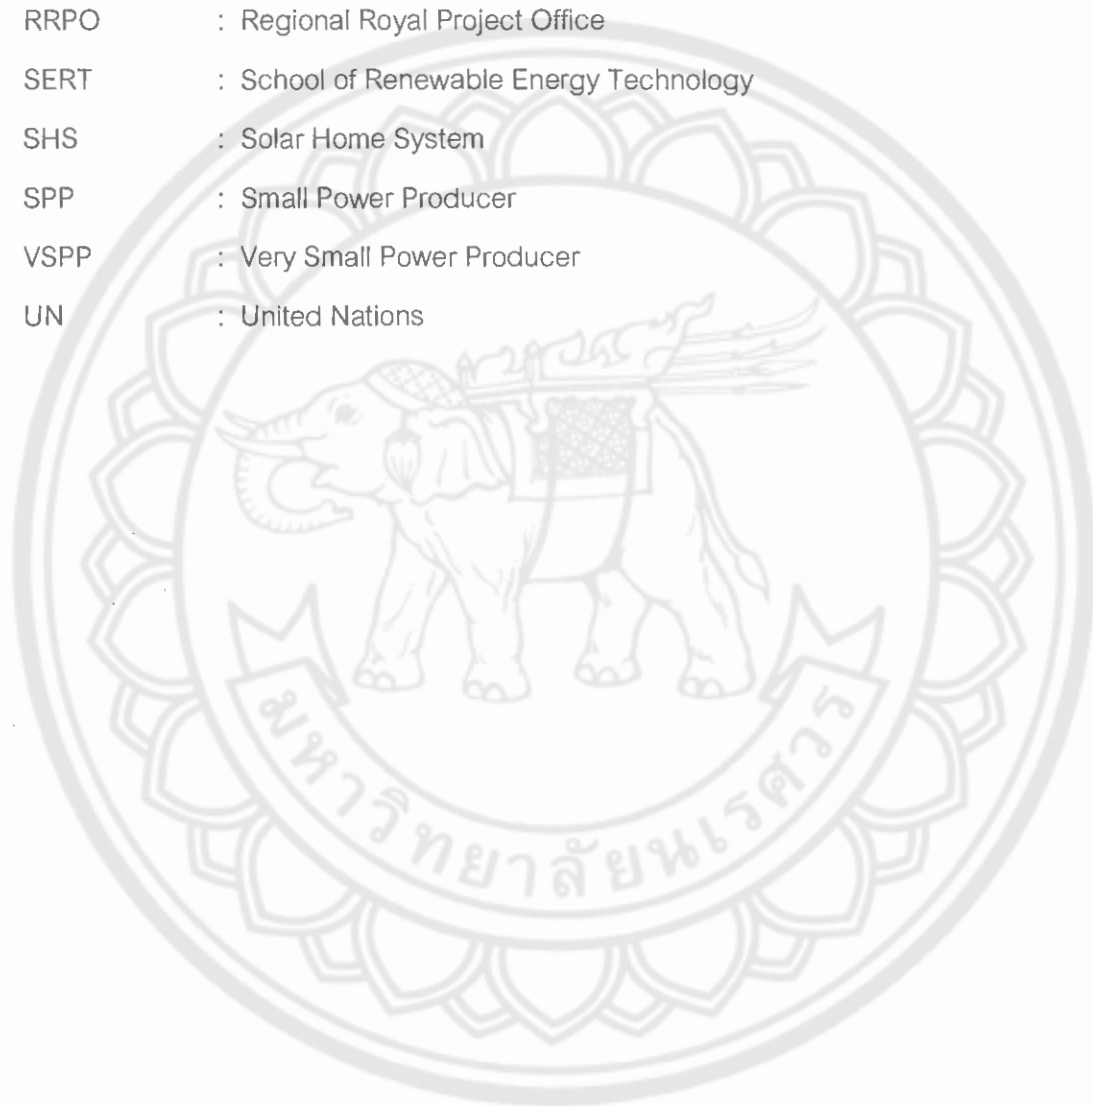 RRPO : Regional Royal Project Office
SERT : School of Renewable Energy Technology
SHS : Solar Home System
SPP : Small Power Producer
VSPP : Very Small Power Producer
UN : United Nations
มหาวิทยาลัยนเรศวร